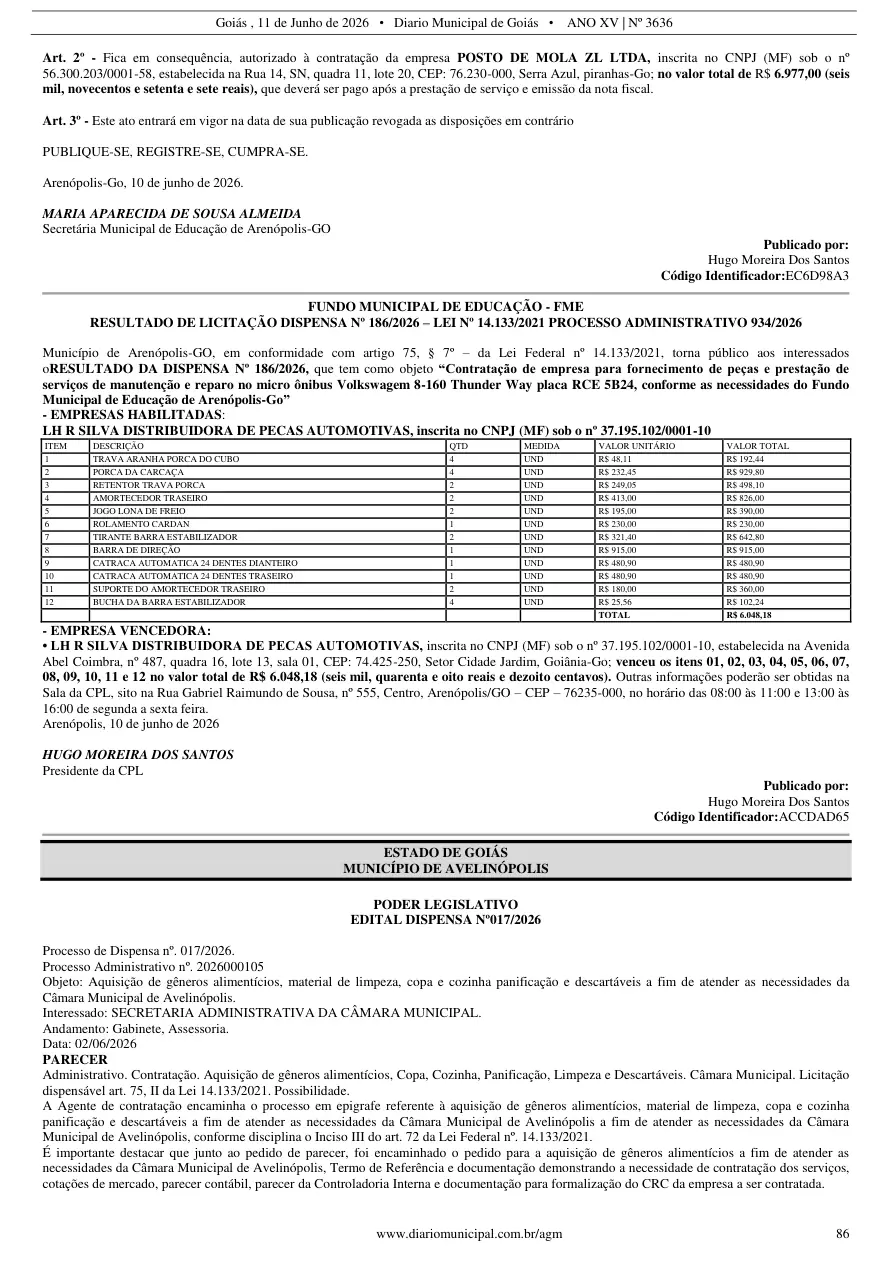 Goiás , 11 de Junho de 2026 • Diario Municipal de Goiás • ANO XV | Nº 3636
Art. 2º - Fica em consequência, autorizado à contratação da empresa POSTO DE MOLA ZL LTDA, inscrita no CNPJ (MF) sob o nº
56.300.203/0001-58, estabelecida na Rua 14, SN, quadra 11, lote 20, CEP: 76.230-000, Serra Azul, piranhas-Go; no valor total de R$ 6.977,00 (seis
mil, novecentos e setenta e sete reais), que deverá ser pago após a prestação de serviço e emissão da nota fiscal.
Art. 3º - Este ato entrará em vigor na data de sua publicação revogada as disposições em contrário
PUBLIQUE-SE, REGISTRE-SE, CUMPRA-SE.
Arenópolis-Go, 10 de junho de 2026.
MARIA APARECIDA DE SOUSA ALMEIDA
Secretária Municipal de Educação de Arenópolis-GO
Publicado por:
Hugo Moreira Dos Santos
Código Identificador:EC6D98A3
FUNDO MUNICIPAL DE EDUCAÇÃO - FME
RESULTADO DE LICITAÇÃO DISPENSA Nº 186/2026 – LEI Nº 14.133/2021 PROCESSO ADMINISTRATIVO 934/2026
Município de Arenópolis-GO, em conformidade com artigo 75, § 7º – da Lei Federal nº 14.133/2021, torna público aos interessados
oRESULTADO DA DISPENSA Nº 186/2026, que tem como objeto “Contratação de empresa para fornecimento de peças e prestação de
serviços de manutenção e reparo no micro ônibus Volkswagem 8-160 Thunder Way placa RCE 5B24, conforme as necesidades do Fundo
Municipal de Educação de Arenópolis-Go”
- EMPRESAS HABILITADAS:
LH R SILVA DISTRIBUIDORA DE PECAS AUTOMOTIVAS, inscrita no CNPJ (MF) sob o nº 37.195.102/0001-10
ITEM DESCRIÇÃO QTD MEDIDA VALOR UNITÁRIO VALOR TOTAL
1 TRAVA ARANHA PORCA DO CUBO 4 UND R$ 48,11 R$ 192,44
2 PORCA DA CARCAÇA 4 UND R$ 232,45 R$ 929,80
3 RETENTOR TRAVA PORCA 2 UND R$ 249,05 R$ 498,10
4 AMORTECEDOR TRASEIRO 2 UND R$ 413,00 R$ 826,00
5 JOGO LONA DE FREIO 2 UND R$ 195,00 R$ 390,00
6 ROLAMENTO CARDAN 1 UND R$ 230,00 R$ 230,00
7 TIRANTE BARRA ESTABILIZADOR 2 UND R$ 321,40 R$ 642,80
8 BARRA DE DIREÇÃO 1 UND R$ 915,00 R$ 915,00
9 CATRACA AUTOMATICA 24 DENTES DIANTEIRO 1 UND R$ 480,90 R$ 480,90
10 CATRACA AUTOMATICA 24 DENTES TRASEIRO 1 UND R$ 480,90 R$ 480,90
11 SUPORTE DO AMORTECEDOR TRASEIRO 2 UND R$ 180,00 R$ 360,00
12 BUCHA DA BARRA ESTABILIZADOR 4 UND R$ 25,56 R$ 102,24
TOTAL R$ 6.048,18
- EMPRESA VENCEDORA:
• LH R SILVA DISTRIBUIDORA DE PECAS AUTOMOTIVAS, inscrita no CNPJ (MF) sob o nº 37.195.102/0001-10, estabelecida na Avenida
Abel Coimbra, nº 487, quadra 16, lote 13, sala 01, CEP: 74.425-250, Setor Cidade Jardim, Goiânia-Go; venceu os itens 01, 02, 03, 04, 05, 06, 07,
08, 09, 10, 11 e 12 no valor total de R$ 6.048,18 (seis mil, quarenta e oito reais e dezoito centavos). Outras informações poderão ser obtidas na
Sala da CPL, sito na Rua Gabriel Raimundo de Sousa, nº 555, Centro, Arenópolis/GO – CEP – 76235-000, no horário das 08:00 às 11:00 e 13:00 às
16:00 de segunda a sexta feira.
Arenópolis, 10 de junho de 2026
HUGO MOREIRA DOS SANTOS
Presidente da CPL
Publicado por:
Hugo Moreira Dos Santos
Código Identificador:ACCDAD65
ESTADO DE GOIÁS
MUNICÍPIO DE AVELINÓPOLIS
PODER LEGISLATIVO
EDITAL DISPENSA Nº017/2026
Processo de Dispensa nº. 017/2026.
Processo Administrativo nº. 2026000105
Objeto: Aquisição de gêneros alimentícios, material de limpeza, copa e cozinha panificação e descartáveis a fim de atender as necessidades da
Câmara Municipal de Avelinópolis.
Interessado: SECRETARIA ADMINISTRATIVA DA CÂMARA MUNICIPAL.
Andamento: Gabinete, Assessoria.
Data: 02/06/2026
PARECER
Administrativo. Contratação. Aquisição de gêneros alimentícios, Copa, Cozinha, Panificação, Limpeza e Descartáveis. Câmara Municipal. Licitação
dispensável art. 75, II da Lei 14.133/2021. Possibilidade.
A Agente de contratação encaminha o processo em epigrafe referente à aquisição de gêneros alimentícios, material de limpeza, copa e cozinha
panificação e descartáveis a fim de atender as necessidades da Câmara Municipal de Avelinópolis a fim de atender as necessidades da Câmara
Municipal de Avelinópolis, conforme disciplina o Inciso III do art. 72 da Lei Federal nº. 14.133/2021.
É importante destacar que junto ao pedido de parecer, foi encaminhado o pedido para a aquisição de gêneros alimentícios a fim de atender as
necessidades da Câmara Municipal de Avelinópolis, Termo de Referência e documentação demonstrando a necessidade de contratação dos serviços,
cotações de mercado, parecer contábil, parecer da Controladoria Interna e documentação para formalização do CRC da empresa a ser contratada.
www.diariomunicipal.com.br/agm 86